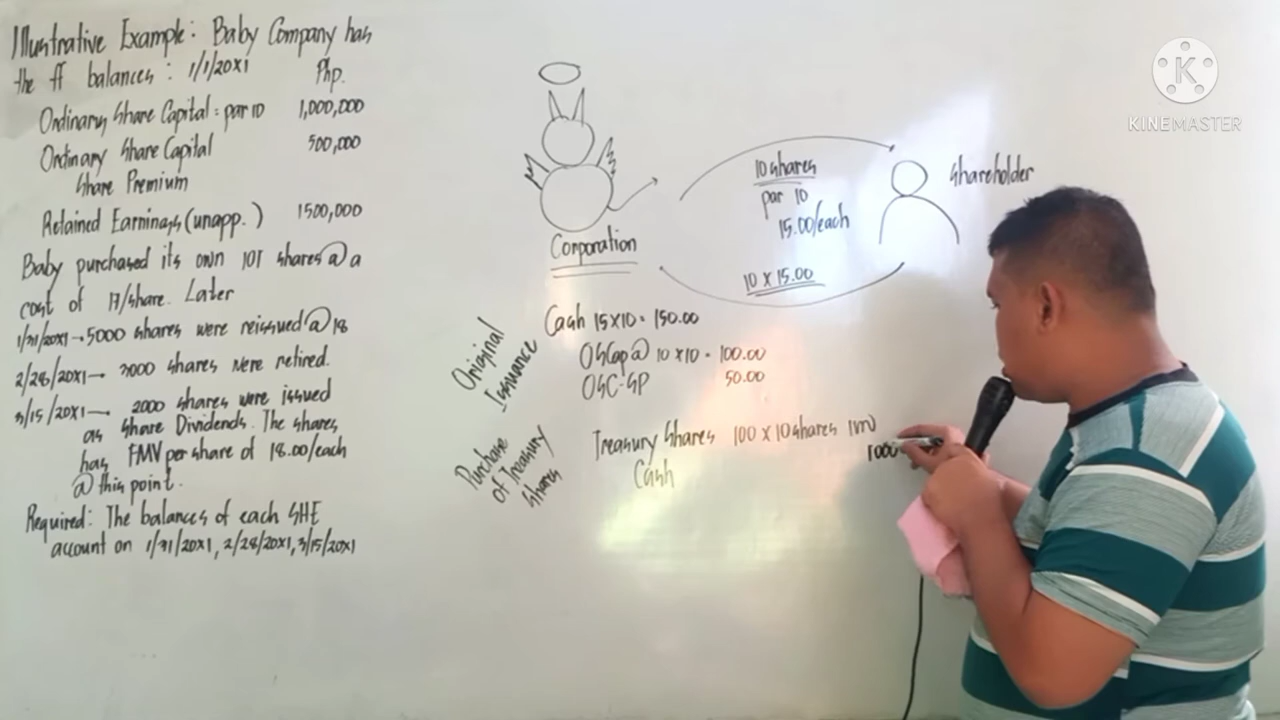 Illustrative Example: Baby Company has
the ff balances: 1/1/20x1 Php.
Ordinary Share Capital: par 10 1,000,000
Ordinary Share Capital 500,000
Share Premium
Retained Earnings (unapp.) 1500,000
Baby purchased its own 10T shares @ a
cost of 17/share. Later
1/31/20x1 → 5000 shares were reissued @ 18
2/28/20x1 → 3000 shares were retired.
3/15/20x1 → 2000 shares were issued
as Share Dividends. The shares
has FMV per share of 18.00/each
@ this point.
Required: The balances of each SHE
account on 1/31/20x1, 2/28/20x1, 3/15/20x1
Corporation
10 shares
par 10
15.00/each
10 x 15.00
Shareholder
Original
Issuance
Cash 15x10 = 150.00
OSCap @ 10x10 = 100.00
OSC-SP 50.00
Purchase
of Treasury
Shares
Treasury Shares 100 x 10 shares
Cash 1000
KINEMASTER